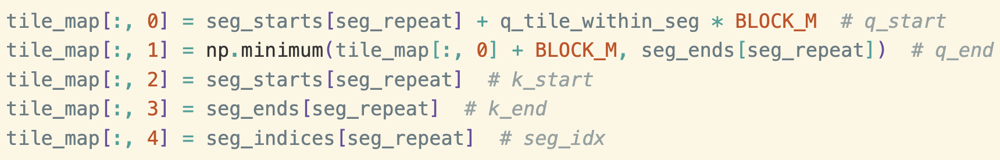 tile_map[:, 0] = seg_starts[seg_repeat] + q_tile_within_seg * BLOCK_M  # q_start
tile_map[:, 1] = np.minimum(tile_map[:, 0] + BLOCK_M, seg_ends[seg_repeat])  # q_end
tile_map[:, 2] = seg_starts[seg_repeat]  # k_start
tile_map[:, 3] = seg_ends[seg_repeat]  # k_end
tile_map[:, 4] = seg_indices[seg_repeat]  # seg_idx